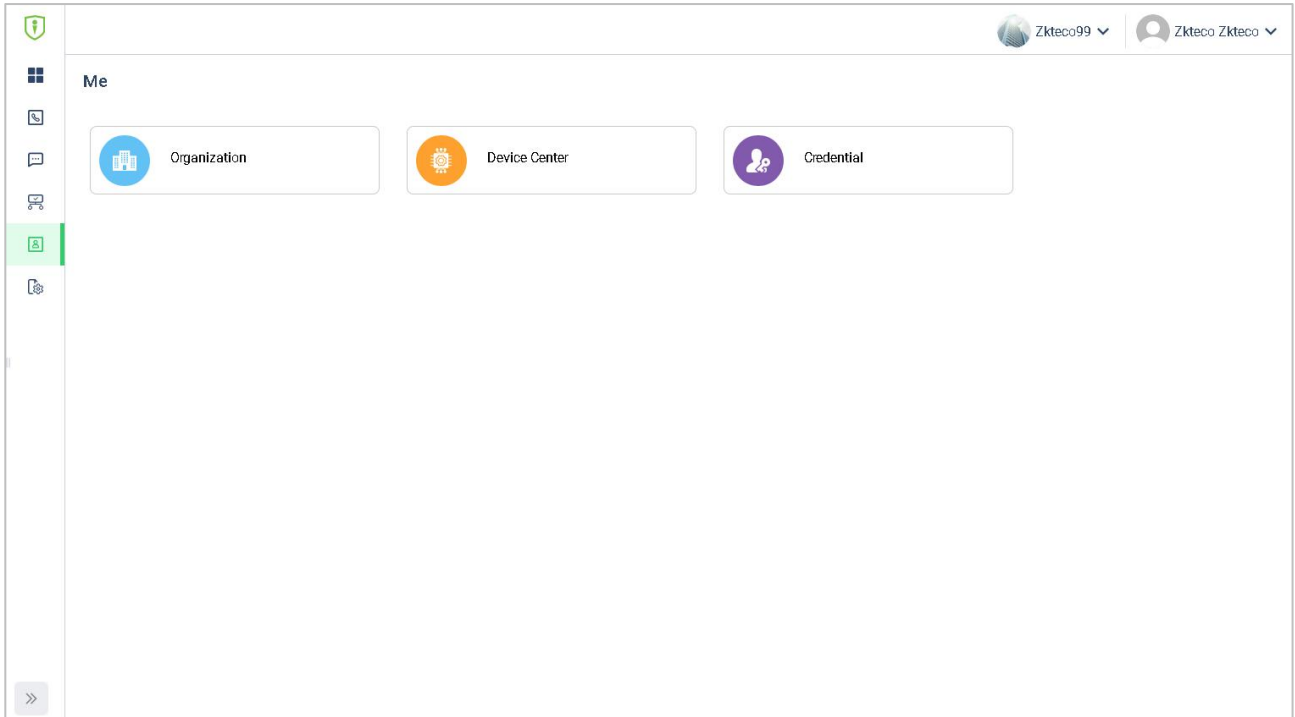 Zkteco99
Zkteco Zkteco
Me
Organization
Device Center
Credential